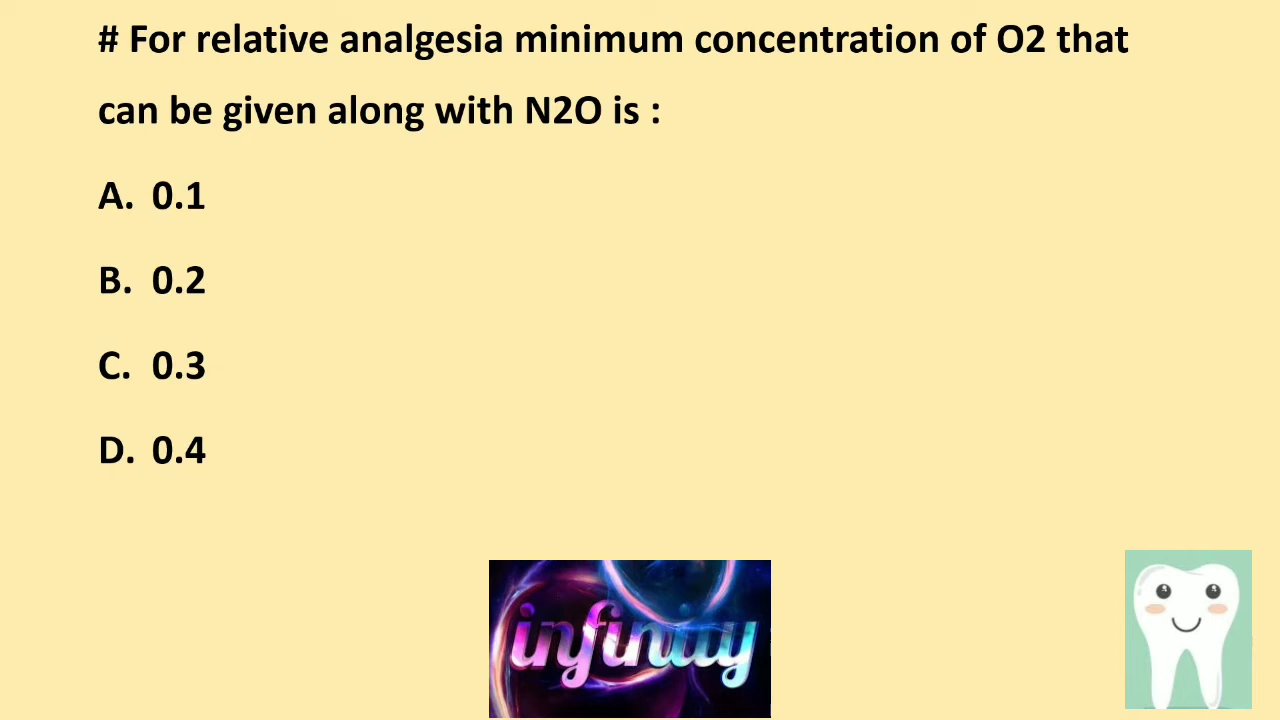 # For relative analgesia minimum concentration of O2 that
can be given along with N2O is :
A. 0.1
B. 0.2
C. 0.3
D. 0.4
infinity